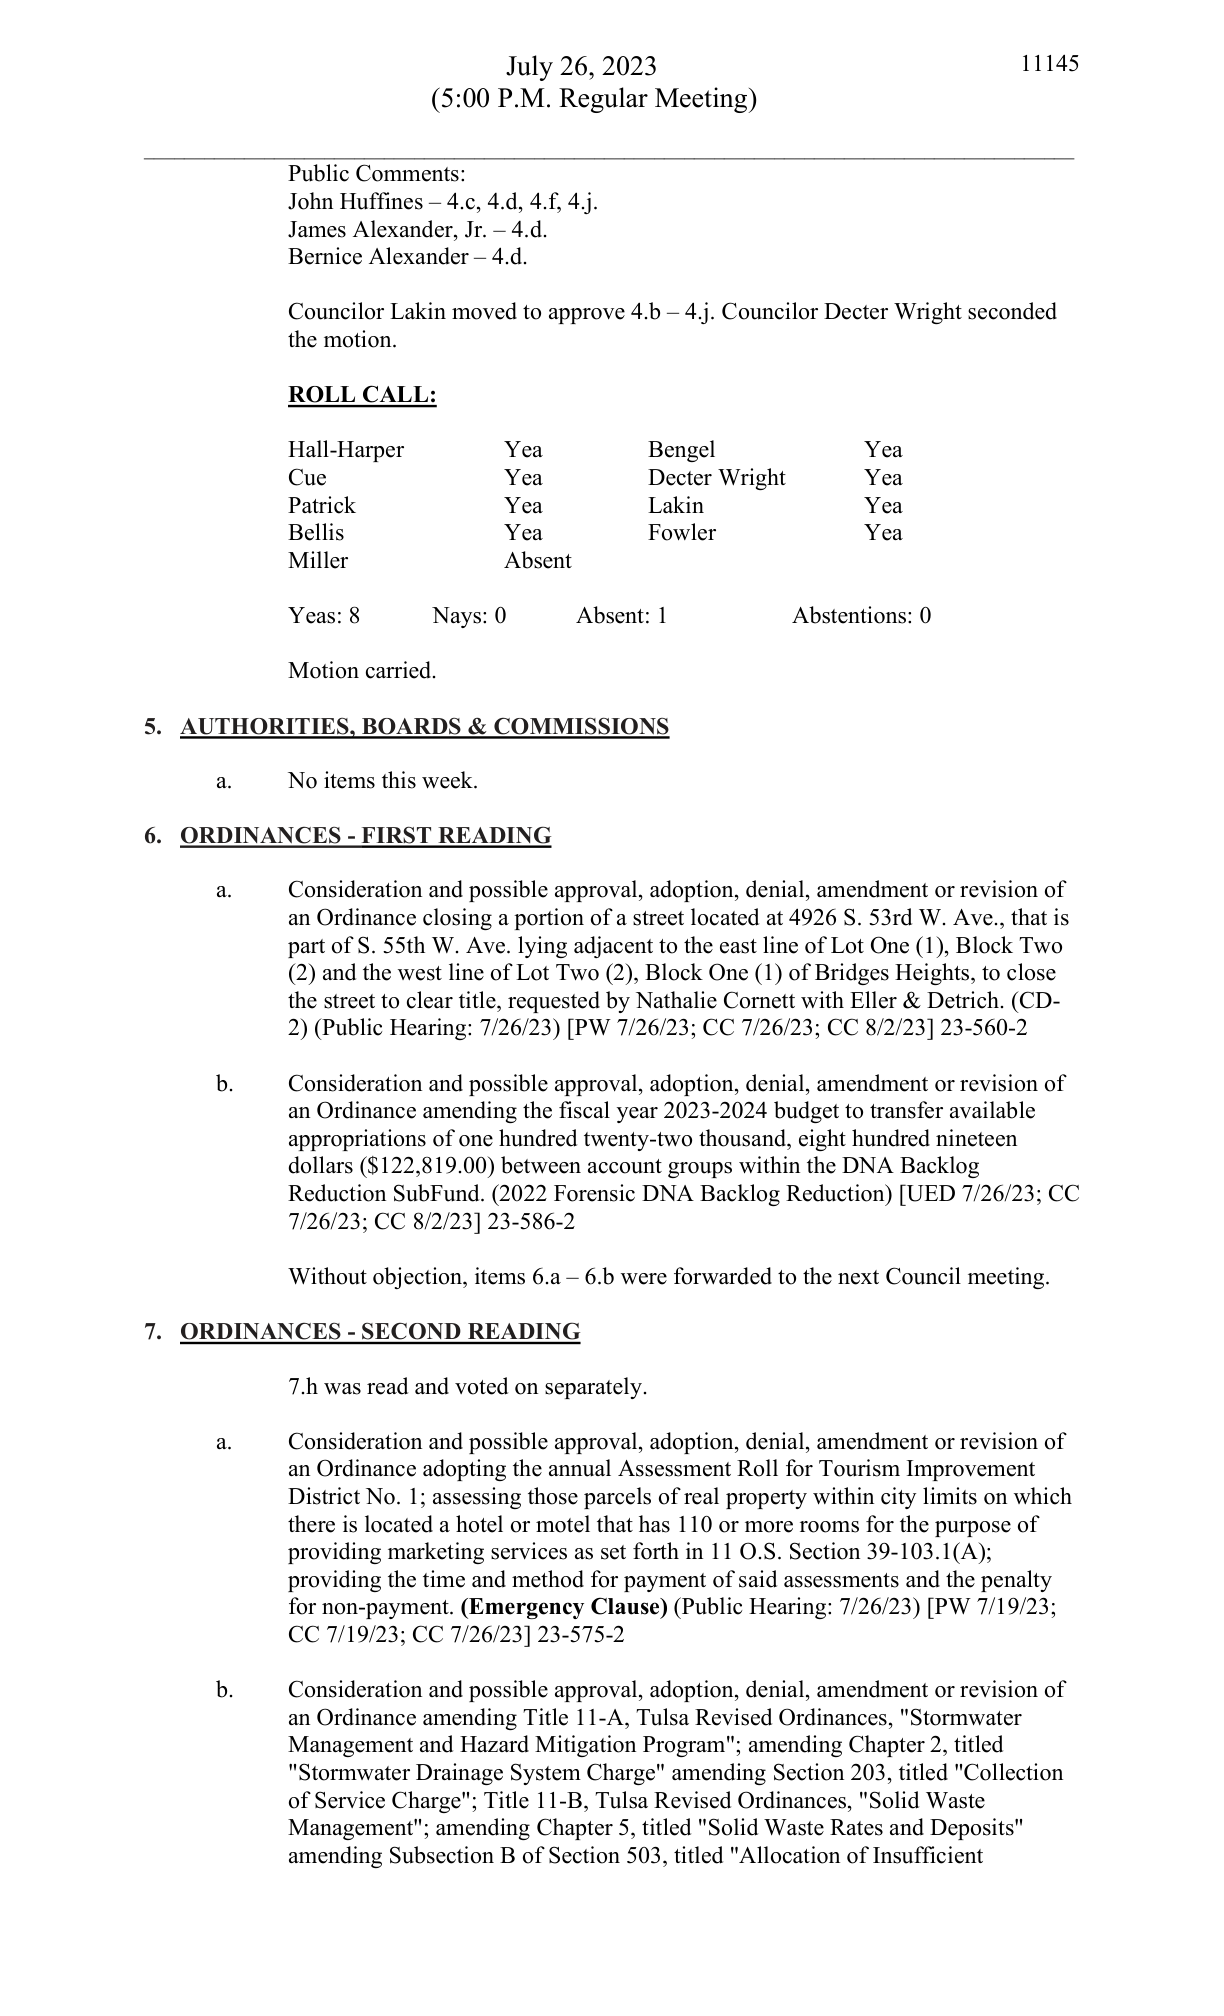 July 26, 2023
11145
(5:00 P.M. Regular Meeting)
Public Comments:
John Huffines – 4.c, 4.d, 4.f, 4.j.
James Alexander, Jr. – 4.d.
Bernice Alexander – 4.d.
Councilor Lakin moved to approve 4.b – 4.j. Councilor Decter Wright seconded
the motion.
ROLL CALL:
Hall-Harper Yea Bengel Yea
Cue Yea Decter Wright Yea
Patrick Yea Lakin Yea
Bellis Yea Fowler Yea
Miller Absent
Yeas: 8 Nays: 0 Absent: 1 Abstentions: 0
Motion carried.
5. AUTHORITIES, BOARDS & COMMISSIONS
a. No items this week.
6. ORDINANCES - FIRST READING
a. Consideration and possible approval, adoption, denial, amendment or revision of
an Ordinance closing a portion of a street located at 4926 S. 53rd W. Ave., that is
part of S. 55th W. Ave. lying adjacent to the east line of Lot One (1), Block Two
(2) and the west line of Lot Two (2), Block One (1) of Bridges Heights, to close
the street to clear title, requested by Nathalie Cornett with Eller & Detrich. (CD-
2) (Public Hearing: 7/26/23) [PW 7/26/23; CC 7/26/23; CC 8/2/23] 23-560-2
b. Consideration and possible approval, adoption, denial, amendment or revision of
an Ordinance amending the fiscal year 2023-2024 budget to transfer available
appropriations of one hundred twenty-two thousand, eight hundred nineteen
dollars ($122,819.00) between account groups within the DNA Backlog
Reduction SubFund. (2022 Forensic DNA Backlog Reduction) [UED 7/26/23; CC
7/26/23; CC 8/2/23] 23-586-2
Without objection, items 6.a – 6.b were forwarded to the next Council meeting.
7. ORDINANCES - SECOND READING
7.h was read and voted on separately.
a. Consideration and possible approval, adoption, denial, amendment or revision of
an Ordinance adopting the annual Assessment Roll for Tourism Improvement
District No. 1; assessing those parcels of real property within city limits on which
there is located a hotel or motel that has 110 or more rooms for the purpose of
providing marketing services as set forth in 11 O.S. Section 39-103.1(A);
providing the time and method for payment of said assessments and the penalty
for non-payment. (Emergency Clause) (Public Hearing: 7/26/23) [PW 7/19/23;
CC 7/19/23; CC 7/26/23] 23-575-2
b. Consideration and possible approval, adoption, denial, amendment or revision of
an Ordinance amending Title 11-A, Tulsa Revised Ordinances, "Stormwater
Management and Hazard Mitigation Program"; amending Chapter 2, titled
"Stormwater Drainage System Charge" amending Section 203, titled "Collection
of Service Charge"; Title 11-B, Tulsa Revised Ordinances, "Solid Waste
Management"; amending Chapter 5, titled "Solid Waste Rates and Deposits"
amending Subsection B of Section 503, titled "Allocation of Insufficient